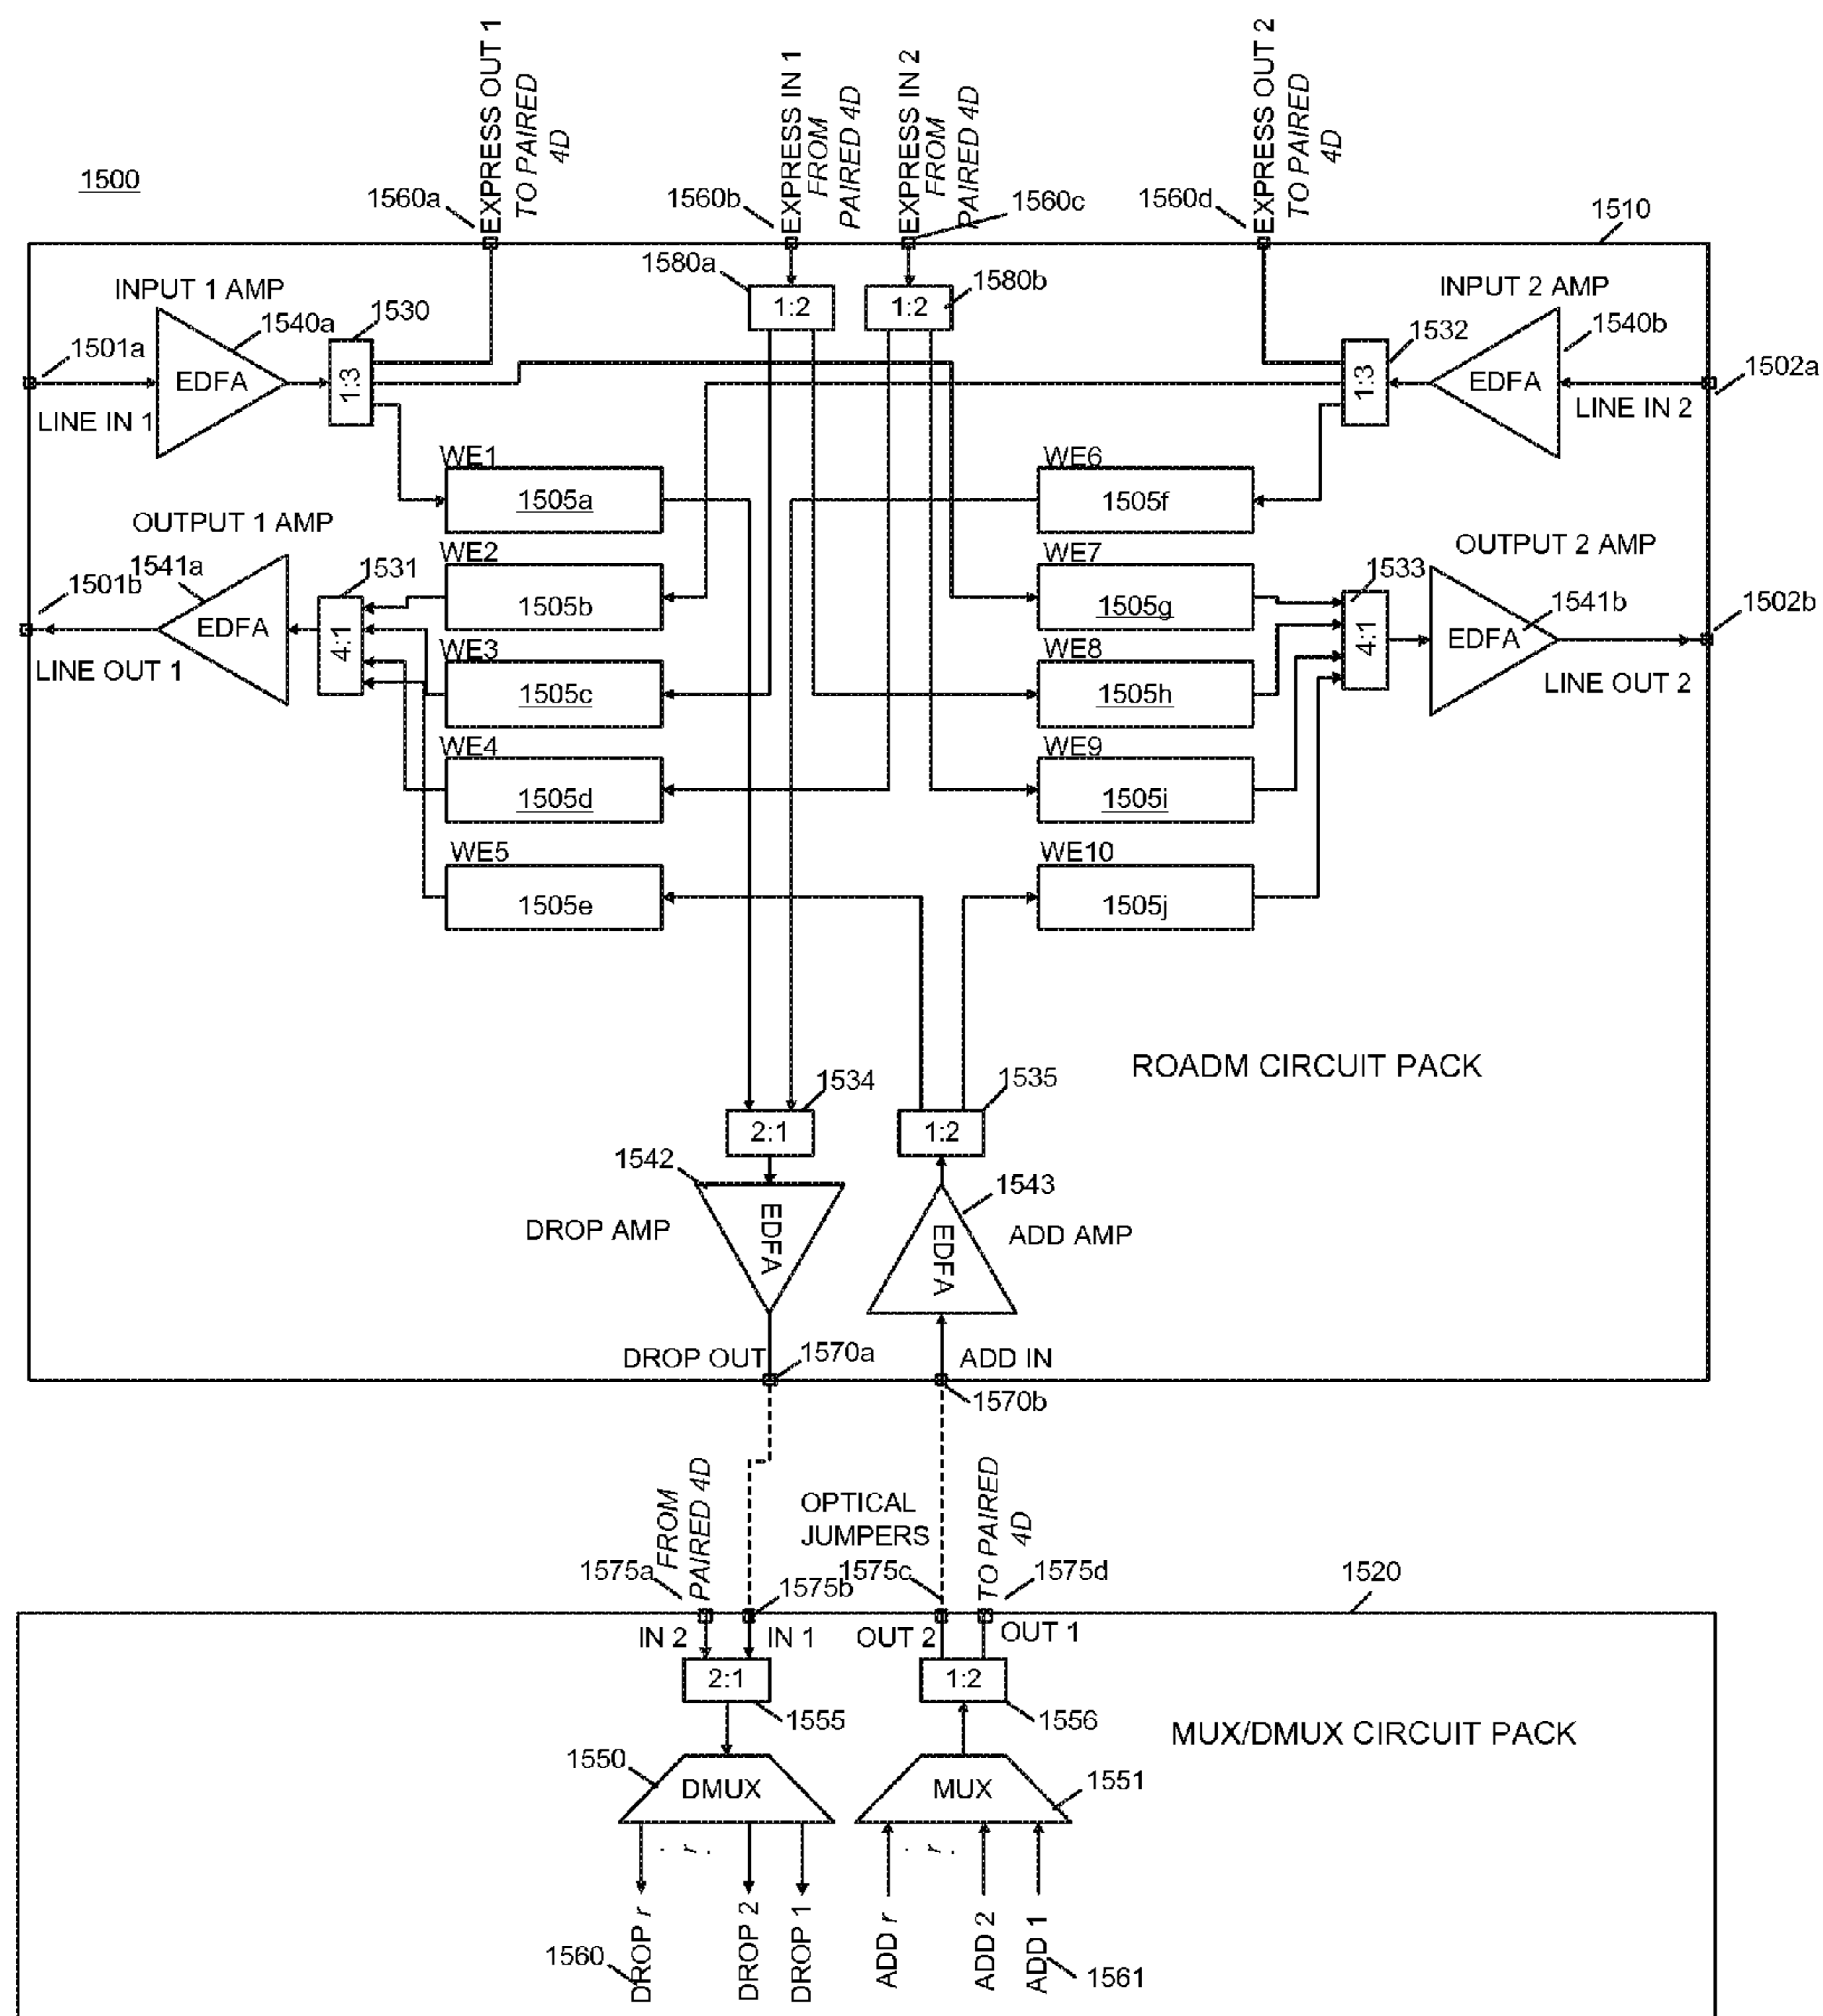 1500
EXPRESS OUT 1
TO PAIRED
4D
EXPRESS IN 1
FROM
PAIRED 4D
EXPRESS IN 2
FROM
PAIRED 4D
EXPRESS OUT 2
TO PAIRED
4D
1560a
1560b
1560c
1560d
1510
1580a
1:2
1:2
1580b
INPUT 1 AMP
1540a
1530
1501a
EDFA
1:3
LINE IN 1
INPUT 2 AMP
1532
1540b
1:3
EDFA
1502a
LINE IN 2
WE1
1505a
WE6
1505f
OUTPUT 1 AMP
1541a
1531
1501b
EDFA
4:1
LINE OUT 1
WE2
1505b
WE7
1505g
OUTPUT 2 AMP
1533
1541b
4:1
EDFA
1502b
LINE OUT 2
WE3
1505c
WE8
1505h
WE4
1505d
WE9
1505i
WE5
1505e
WE10
1505j
ROADM CIRCUIT PACK
1534
2:1
1535
1:2
1542
EDFA
DROP AMP
1543
EDFA
ADD AMP
DROP OUT
1570a
ADD IN
1570b
OPTICAL
JUMPERS
FROM
PAIRED 4D
TO PAIRED
4D
1575a
1575b
1575c
1575d
1520
IN 2
IN 1
OUT 2
OUT 1
2:1
1555
1:2
1556
MUX/DMUX CIRCUIT PACK
1550
DMUX
MUX
1551
. r .
. r .
1560
DROP r
DROP 2
DROP 1
ADD r
ADD 2
ADD 1
1561